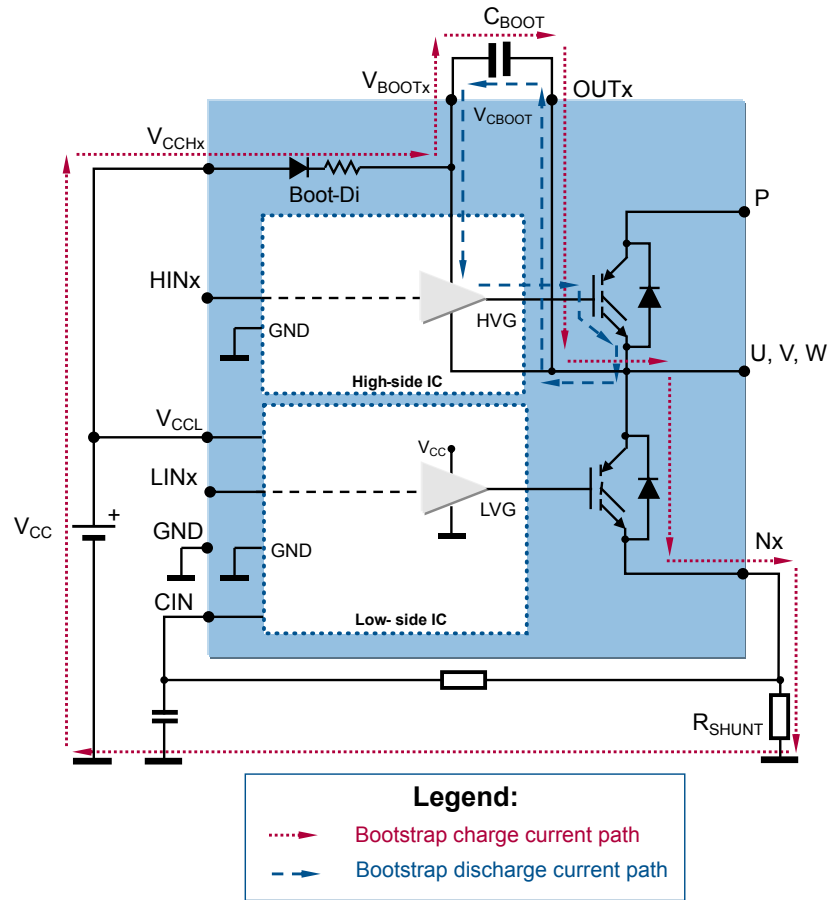 CBOOT
VBOOTx
OUTx
VCBOOT
VCCHx
Boot-Di
P
HINx
HVG
GND
U, V, W
High-side IC
VCCL
VCC
LINx
LVG
VCC
+
GND
GND
Nx
CIN
Low- side IC
RSHUNT
Legend:
Bootstrap charge current path
Bootstrap discharge current path